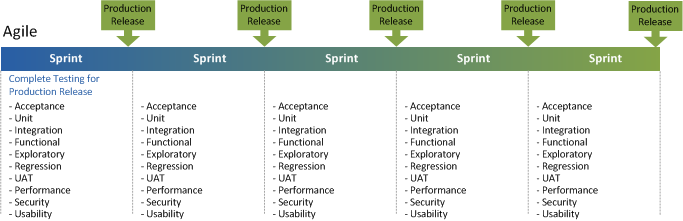 Production
Release
Production
Release
Production
Release
Production
Release
Production
Release
Agile
Sprint
Sprint
Sprint
Sprint
Sprint
Complete Testing for
Production Release
- Acceptance
- Unit
- Integration
- Functional
- Exploratory
- Regression
- UAT
- Performance
- Security
- Usability
- Acceptance
- Unit
- Integration
- Functional
- Exploratory
- Regression
- UAT
- Performance
- Security
- Usability
- Acceptance
- Unit
- Integration
- Functional
- Exploratory
- Regression
- UAT
- Performance
- Security
- Usability
- Acceptance
- Unit
- Integration
- Functional
- Exploratory
- Regression
- UAT
- Performance
- Security
- Usability
- Acceptance
- Unit
- Integration
- Functional
- Exploratory
- Regression
- UAT
- Performance
- Security
- Usability